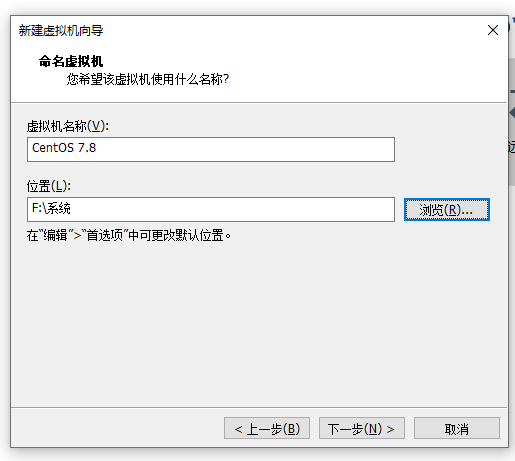 新建虚拟机向导
命名虚拟机
您希望该虚拟机使用什么名称?
虚拟机名称(V):
CentOS 7.8
位置(L):
F:\系统
浏览(R)...
在"编辑">"首选项"中可更改默认位置。
< 上一步(B)
下一步(N) >
取消